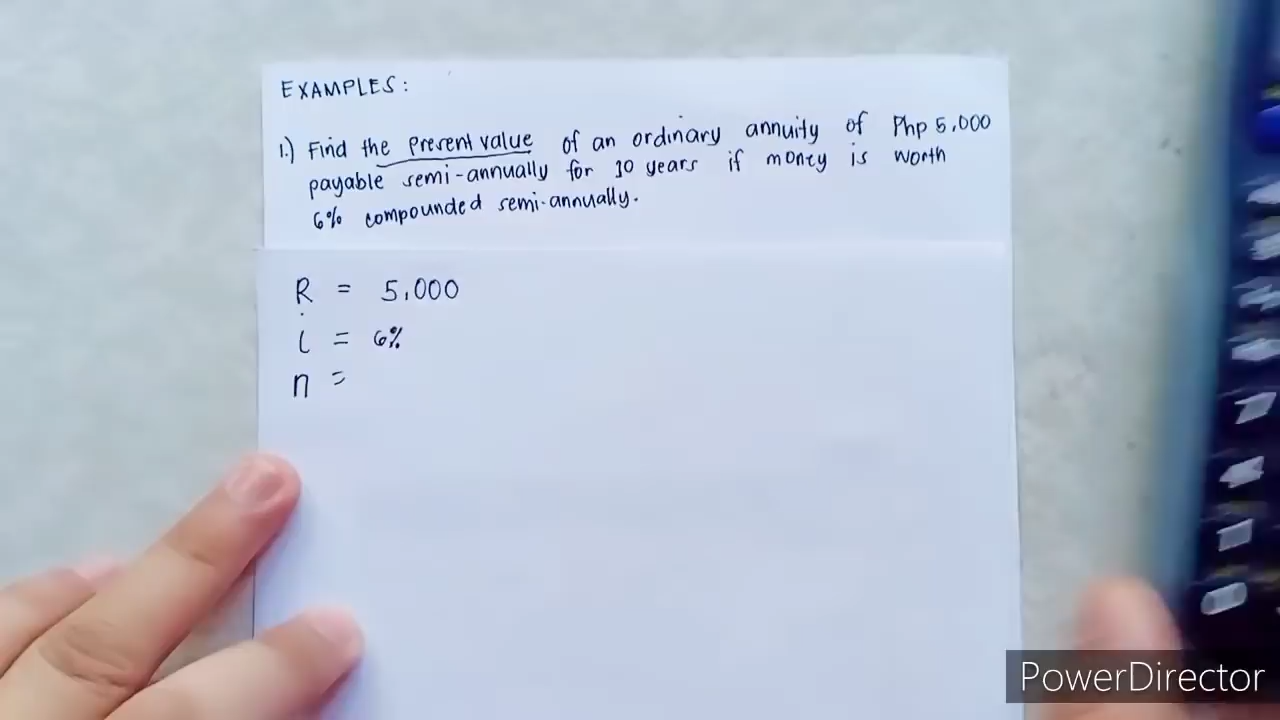 EXAMPLES:
1.) Find the present value of an ordinary annuity of Php 5,000
payable semi-annually for 10 years if money is worth
6% compounded semi-annually.
R = 5,000
i = 6%
n =
PowerDirector